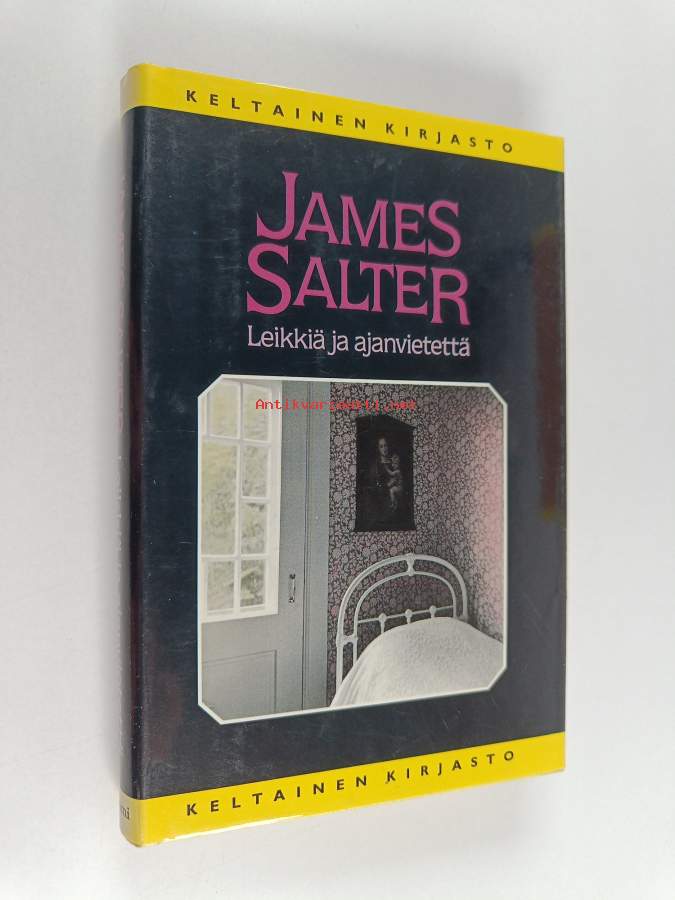 KELTAINEN KIRJASTO
JAMES
SALTER
Leikkiä ja ajanvietettä
Antikvariaatti.net
KELTAINEN KIRJASTO